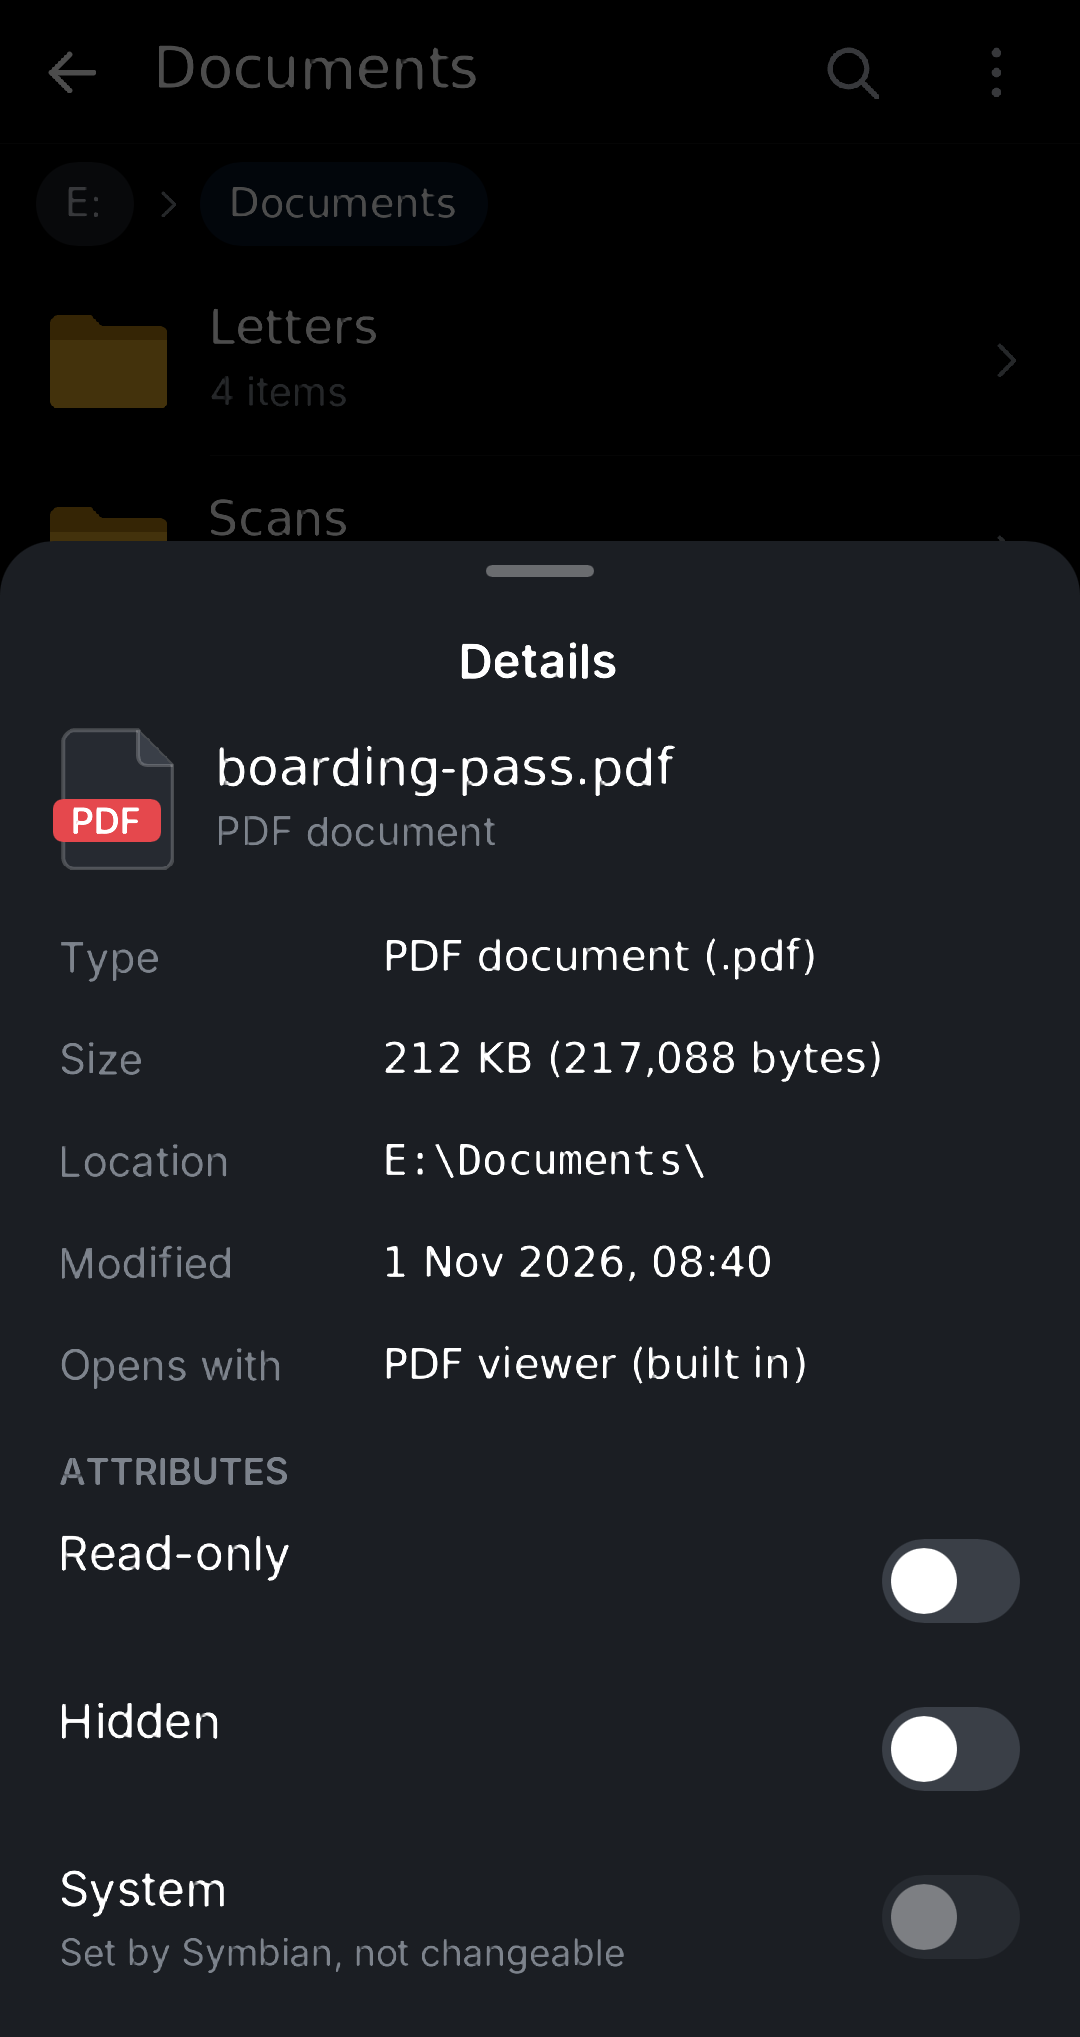 Documents
E: Documents
Letters
4 items
Scans
Details
boarding-pass.pdf
PDF
PDF document
Type PDF document (.pdf)
Size 212 KB (217,088 bytes)
Location E:\Documents\
Modified 1 Nov 2026, 08:40
Opens with PDF viewer (built in)
ATTRIBUTES
Read-only
Hidden
System
Set by Symbian, not changeable